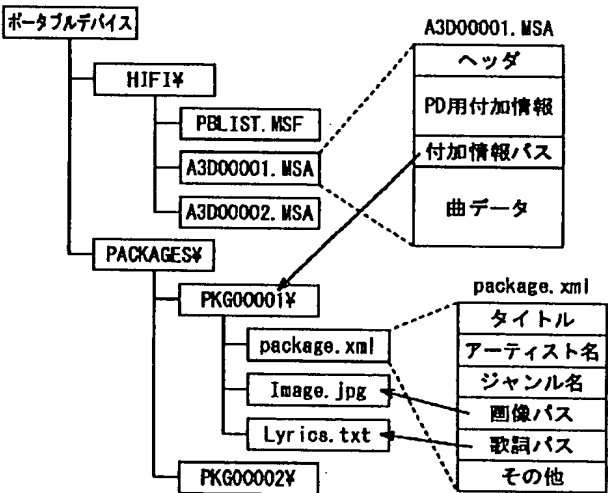 ポータブルデバイス
HIFI¥
PBLIST.MSF
A3D00001.MSA
A3D00002.MSA
PACKAGES¥
PKG00001¥
package.xml
Image.jpg
Lyrics.txt
PKG00002¥
A3D00001.MSA
ヘッダ
PD用付加情報
付加情報パス
曲データ
package.xml
タイトル
アーティスト名
ジャンル名
画像パス
歌詞パス
その他